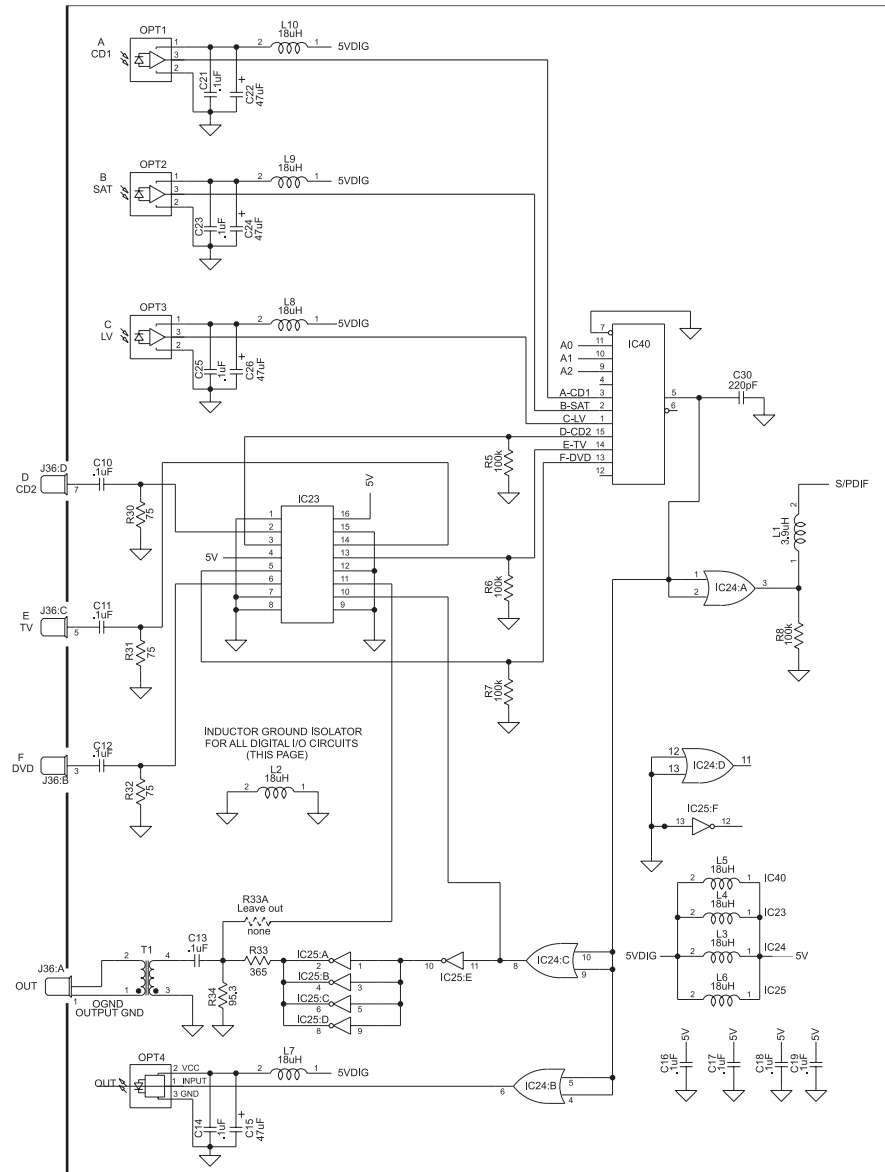 L10
18uH
OPT1
A
CD1
1
3
2
2
1
5VDIG
C21
.1uF
+
C22
47uF
L9
18uH
OPT2
B
SAT
1
3
2
2
1
5VDIG
C23
.1uF
+
C24
47uF
L8
18uH
OPT3
C
LV
1
3
2
2
1
5VDIG
C25
.1uF
+
C26
47uF
7
IC40
A0
11
A1
10
A2
9
4
A-CD1
3
B-SAT
2
C-LV
1
D-CD2
15
E-TV
14
F-DVD
13
12
5
6
C30
220pF
J36:D
D
CD2
7
C10
.1uF
R30
75
R5
100k
5V
IC23
1
2
3
4
5
6
7
8
16
15
14
13
12
11
10
9
5V
S/PDIF
2
L1
3.9uH
1
1
2
IC24:A
3
R8
100k
R6
100k
J36:C
E
TV
5
C11
.1uF
R31
75
R7
100k
F
DVD
J36:B
3
C12
.1uF
R32
75
INDUCTOR GROUND ISOLATOR
FOR ALL DIGITAL I/O CIRCUITS
(THIS PAGE)
L2
18uH
2
1
12
13
IC24:D
11
IC25:F
13
12
L5
18uH
2
1
IC40
L4
18uH
2
1
IC23
L3
18uH
2
1
IC24
5VDIG
5V
L6
18uH
2
1
IC25
R33A
Leave out
none
J36:A
OUT
1
OGND
OUTPUT GND
2
T1
4
1
3
C13
.1uF
R33
365
R34
95.3
IC25:A
2
1
IC25:B
4
3
IC25:C
6
5
IC25:D
8
9
10
11
IC25:E
8
IC24:C
10
9
OPT4
OUT
2 VCC
1 INPUT
3 GND
L7
18uH
2
1
5VDIG
C14
.1uF
+
C15
47uF
6
IC24:B
5
4
5V
C16
.1uF
5V
C17
.1uF
5V
C18
.1uF
5V
C19
.1uF